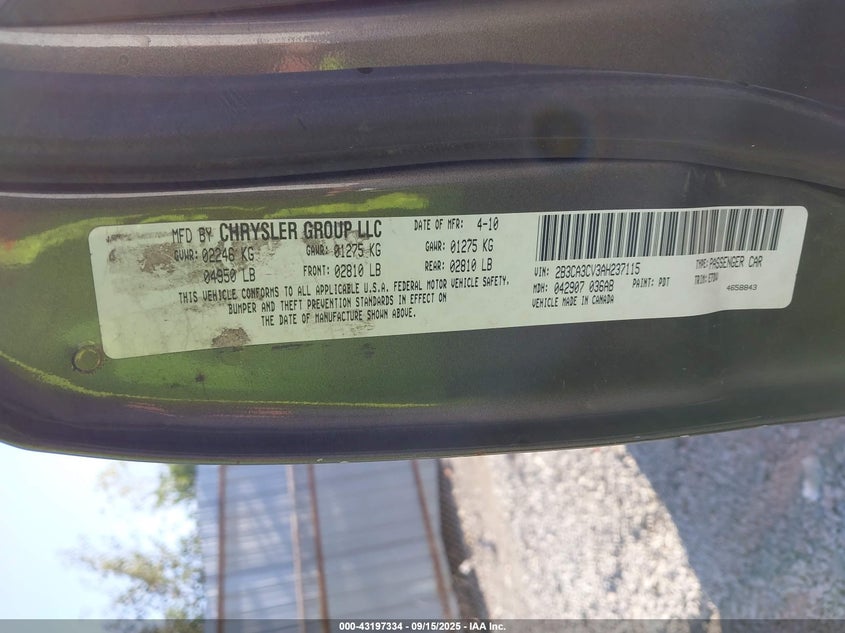 MFD BY CHRYSLER GROUP LLC DATE OF MFR: 4-10
GVWR: 02246 KG GAWR: 01275 KG GAWR: 01275 KG
04950 LB FRONT: 02810 LB REAR: 02810 LB
THIS VEHICLE CONFORMS TO ALL APPLICABLE U.S.A. FEDERAL MOTOR VEHICLE SAFETY,
BUMPER AND THEFT PREVENTION STANDARDS IN EFFECT ON
THE DATE OF MANUFACTURE SHOWN ABOVE.
VIN: 2B3CA3CV3AH237115 TYPE: PASSENGER CAR
MDH: 042907 036AB PAINT: PDT TRIM: E7DV
VEHICLE MADE IN CANADA 4658843
000-43197334 - 09/15/2025 - IAA Inc.